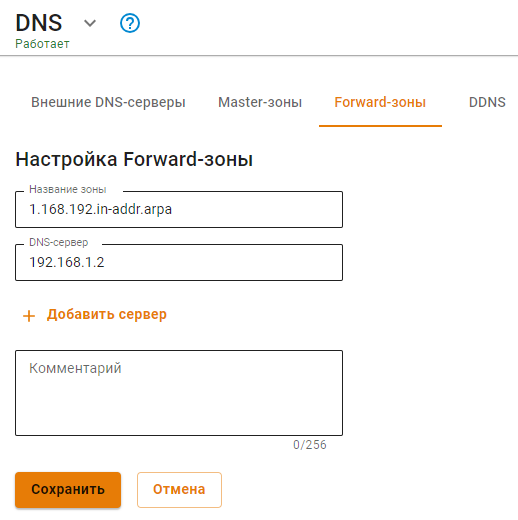 DNS
Работает
Внешние DNS-серверы Master-зоны Forward-зоны DDNS
Настройка Forward-зоны
Название зоны
1.168.192.in-addr.arpa
DNS-сервер
192.168.1.2
+ Добавить сервер
Комментарий
0/256
Сохранить Отмена